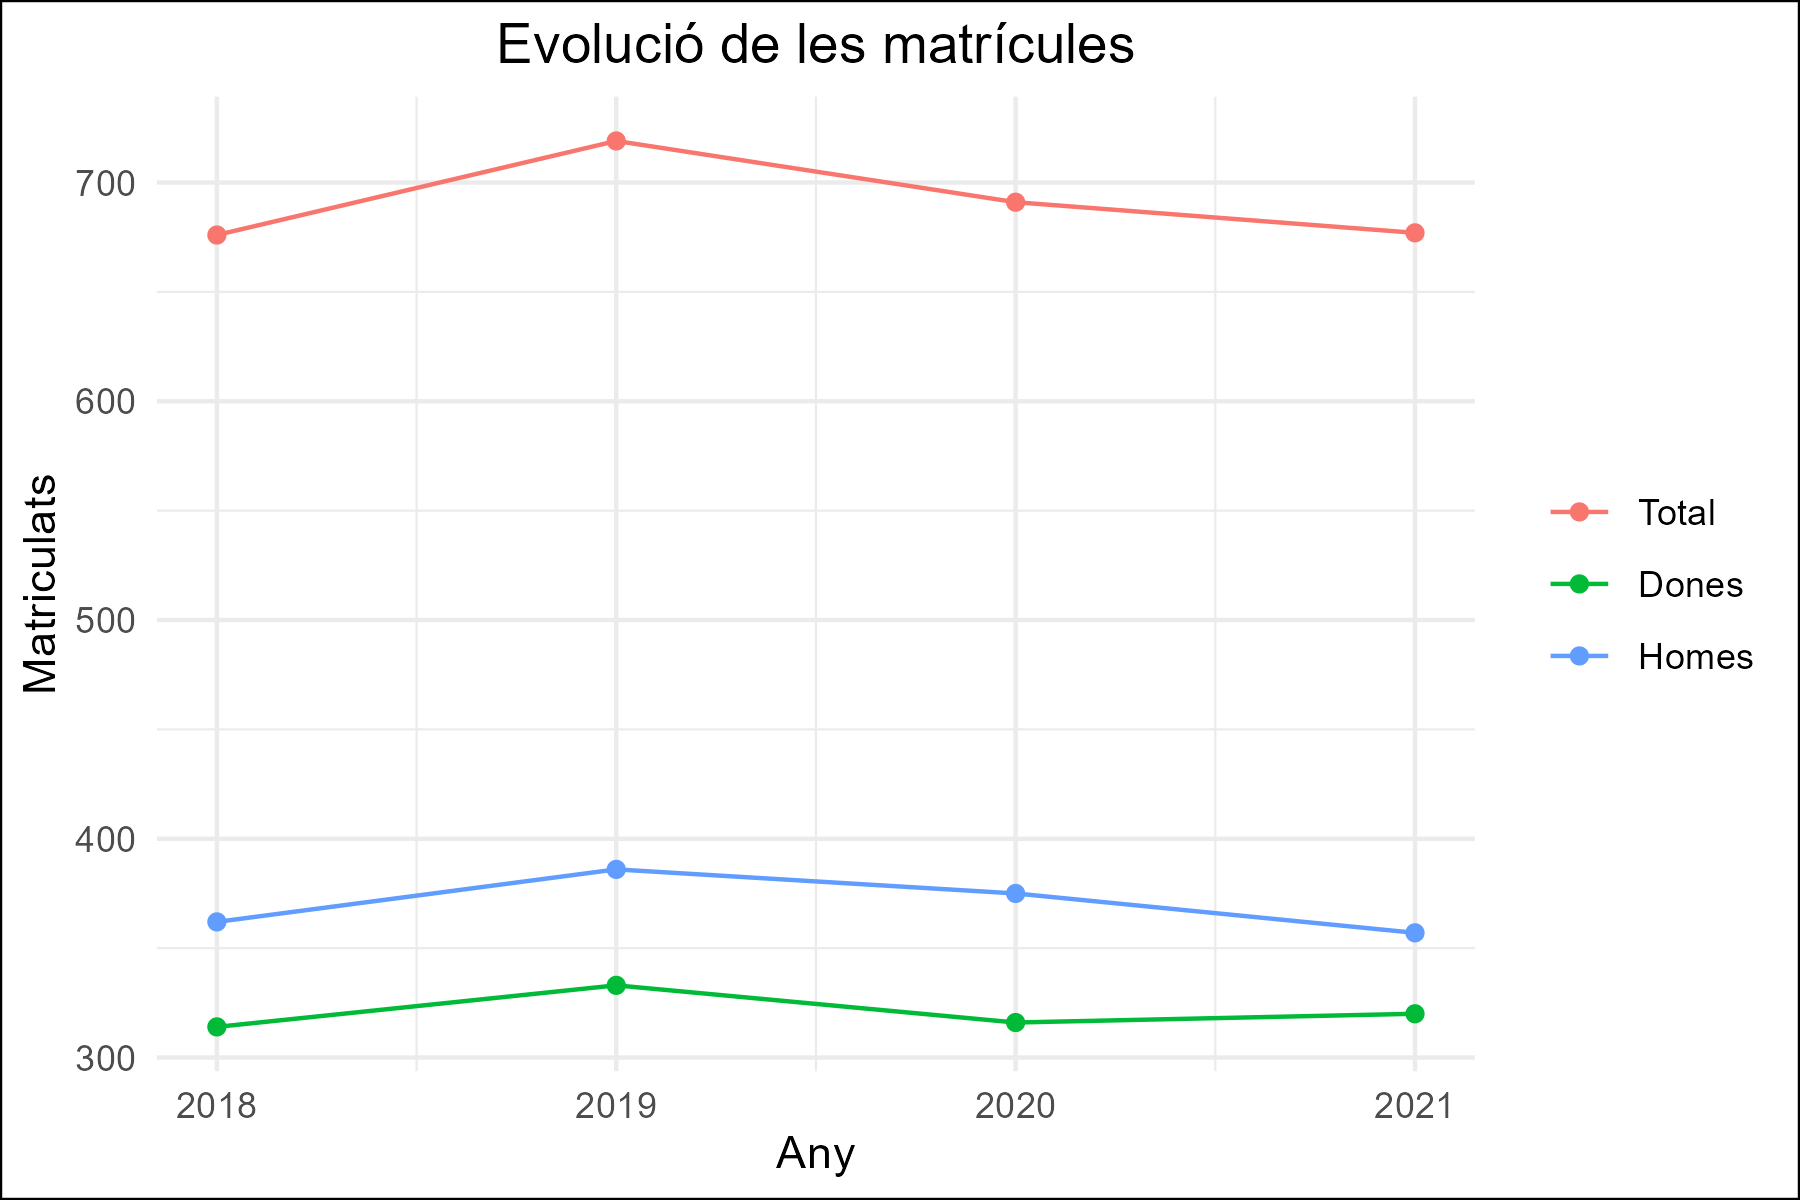 Evolució de les matrícules
Matriculats
700
600
500
400
300
2018
2019
2020
2021
Any
Total
Dones
Homes